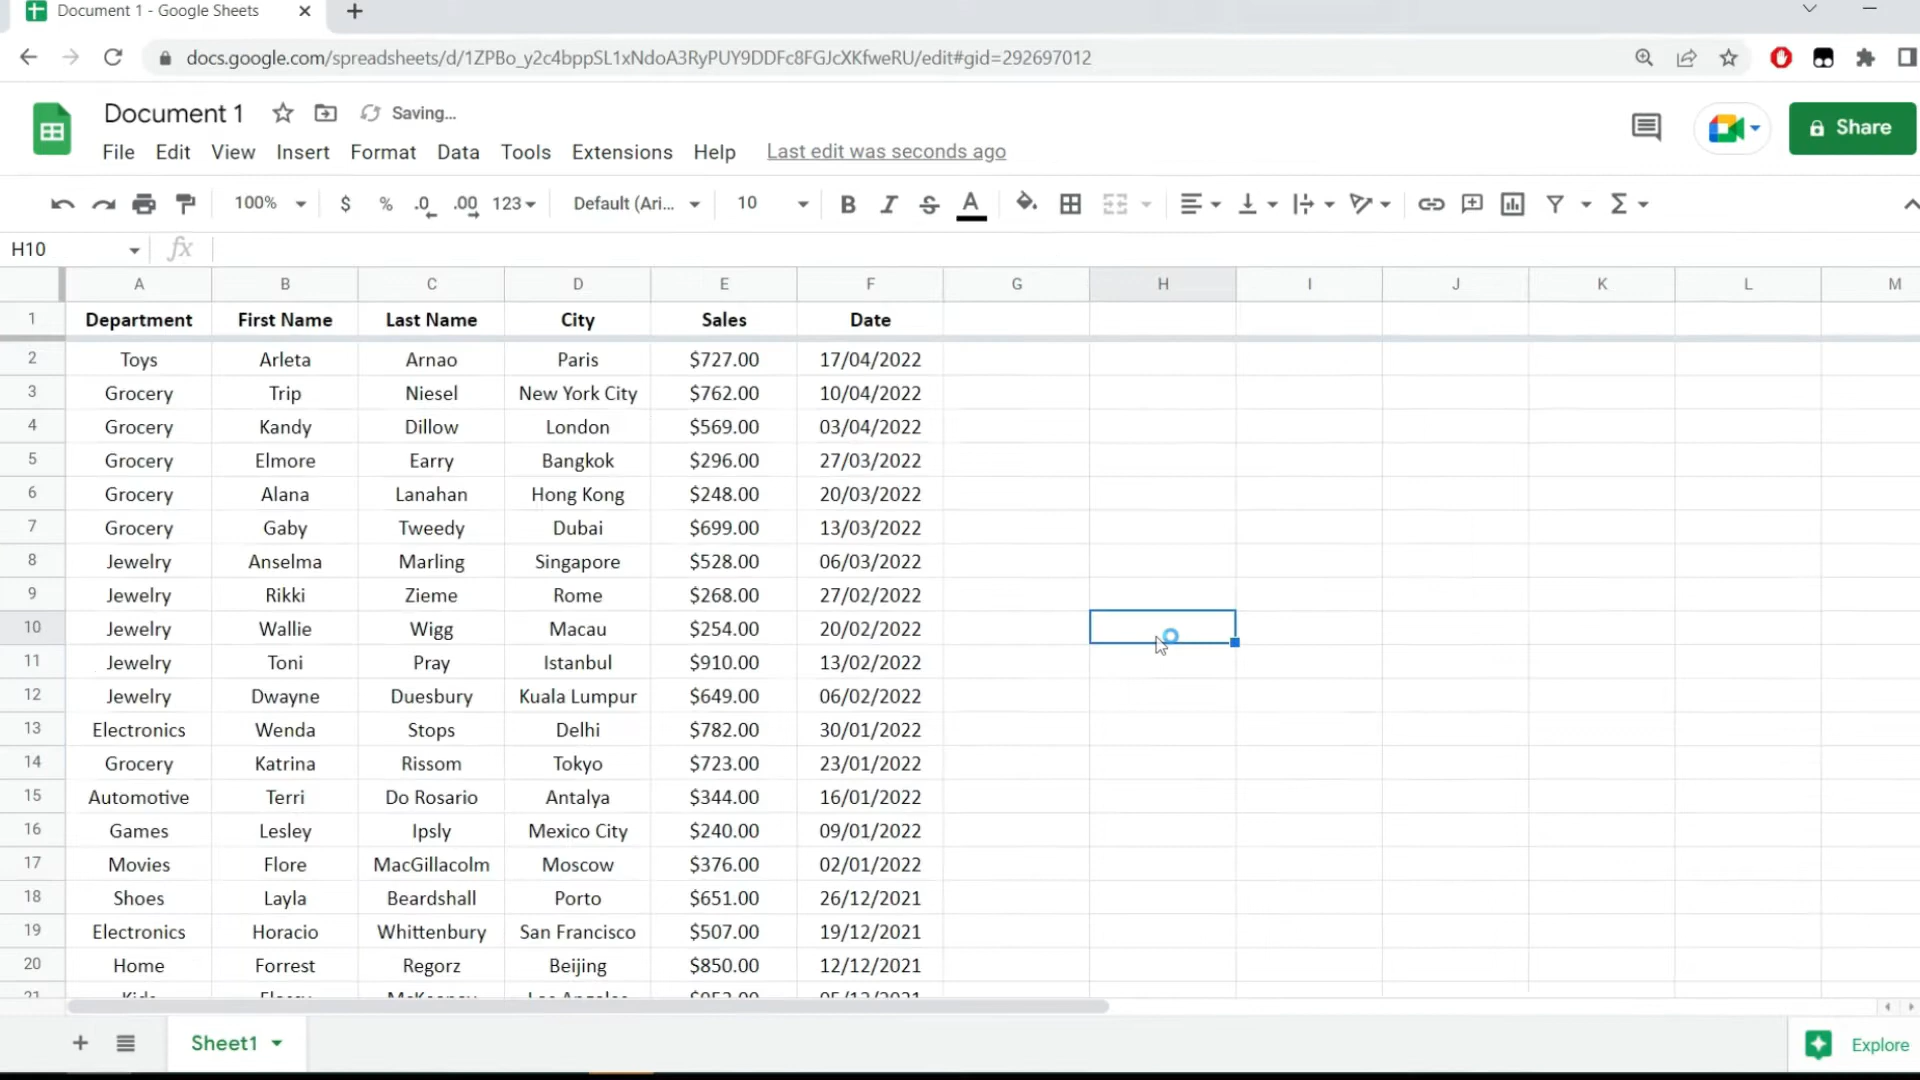 Document 1 - Google Sheets
docs.google.com/spreadsheets/d/1ZPBo_y2c4bppSL1xNdoA3RyPUY9DDFc8FGJcXKfweRU/edit#gid=292697012
Document 1 Saving...
Share
File Edit View Insert Format Data Tools Extensions Help Last edit was seconds ago
100% $ % .0 .00 123 Default (Ari... 10 B I S A Σ
H10 fx
A B C D E F G H I J K L M
1 Department First Name Last Name City Sales Date
2 Toys Arleta Arnao Paris $727.00 17/04/2022
3 Grocery Trip Niesel New York City $762.00 10/04/2022
4 Grocery Kandy Dillow London $569.00 03/04/2022
5 Grocery Elmore Earry Bangkok $296.00 27/03/2022
6 Grocery Alana Lanahan Hong Kong $248.00 20/03/2022
7 Grocery Gaby Tweedy Dubai $699.00 13/03/2022
8 Jewelry Anselma Marling Singapore $528.00 06/03/2022
9 Jewelry Rikki Zieme Rome $268.00 27/02/2022
10 Jewelry Wallie Wigg Macau $254.00 20/02/2022
11 Jewelry Toni Pray Istanbul $910.00 13/02/2022
12 Jewelry Dwayne Duesbury Kuala Lumpur $649.00 06/02/2022
13 Electronics Wenda Stops Delhi $782.00 30/01/2022
14 Grocery Katrina Rissom Tokyo $723.00 23/01/2022
15 Automotive Terri Do Rosario Antalya $344.00 16/01/2022
16 Games Lesley Ipsly Mexico City $240.00 09/01/2022
17 Movies Flore MacGillacolm Moscow $376.00 02/01/2022
18 Shoes Layla Beardshall Porto $651.00 26/12/2021
19 Electronics Horacio Whittenbury San Francisco $507.00 19/12/2021
20 Home Forrest Regorz Beijing $850.00 12/12/2021
21 Kids Los Angeles 05/12/2021
Sheet1
Explore